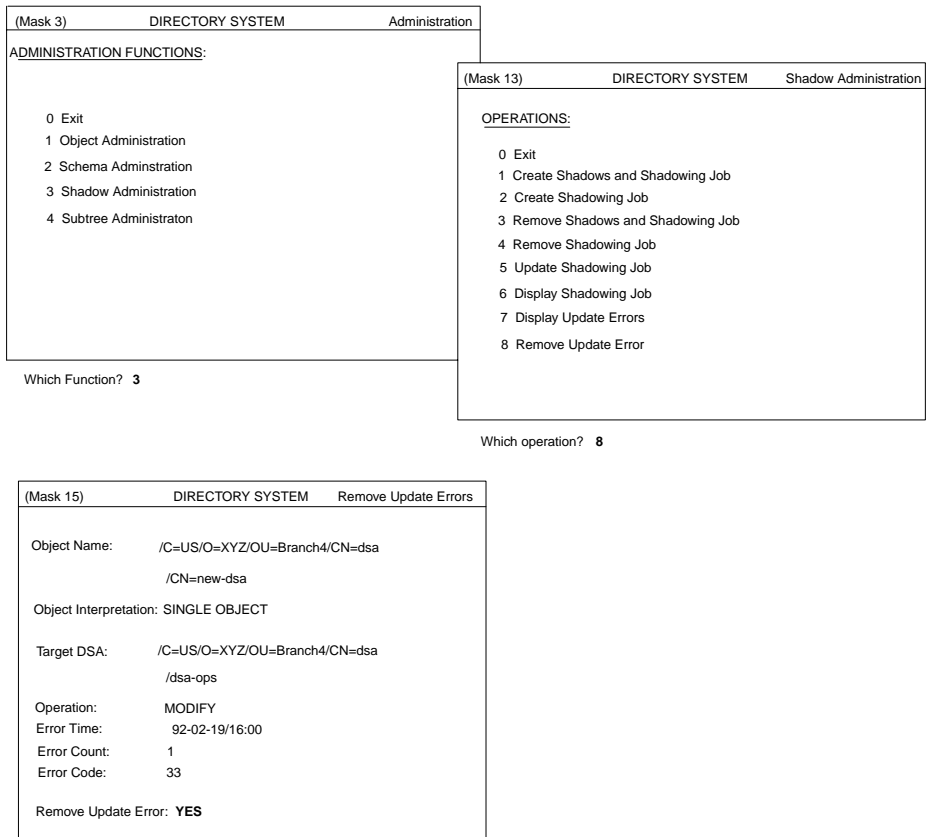 (Mask 3) DIRECTORY SYSTEM Administration
ADMINISTRATION FUNCTIONS:
0 Exit
1 Object Administration
2 Schema Adminstration
3 Shadow Administration
4 Subtree Administraton
Which Function? 3
(Mask 13) DIRECTORY SYSTEM Shadow Administration
OPERATIONS:
0 Exit
1 Create Shadows and Shadowing Job
2 Create Shadowing Job
3 Remove Shadows and Shadowing Job
4 Remove Shadowing Job
5 Update Shadowing Job
6 Display Shadowing Job
7 Display Update Errors
8 Remove Update Error
Which operation? 8
(Mask 15) DIRECTORY SYSTEM Remove Update Errors
Object Name: /C=US/O=XYZ/OU=Branch4/CN=dsa
/CN=new-dsa
Object Interpretation: SINGLE OBJECT
Target DSA: /C=US/O=XYZ/OU=Branch4/CN=dsa
/dsa-ops
Operation: MODIFY
Error Time: 92-02-19/16:00
Error Count: 1
Error Code: 33
Remove Update Error: YES